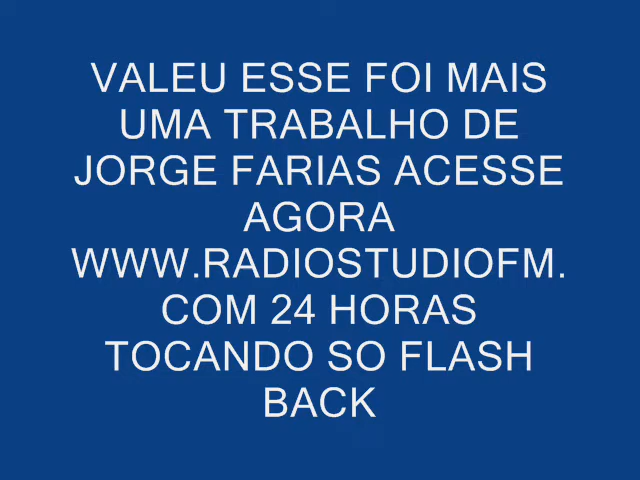 VALEU ESSE FOI MAIS
UMA TRABALHO DE
JORGE FARIAS ACESSE
AGORA
WWW.RADIOSTUDIOFM.
COM 24 HORAS
TOCANDO SO FLASH
BACK